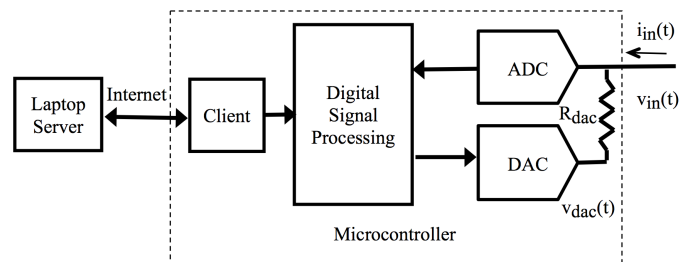 Laptop
Server
Internet
Client
Digital
Signal
Processing
ADC
DAC
R_dac
i_in(t)
v_in(t)
v_dac(t)
Microcontroller